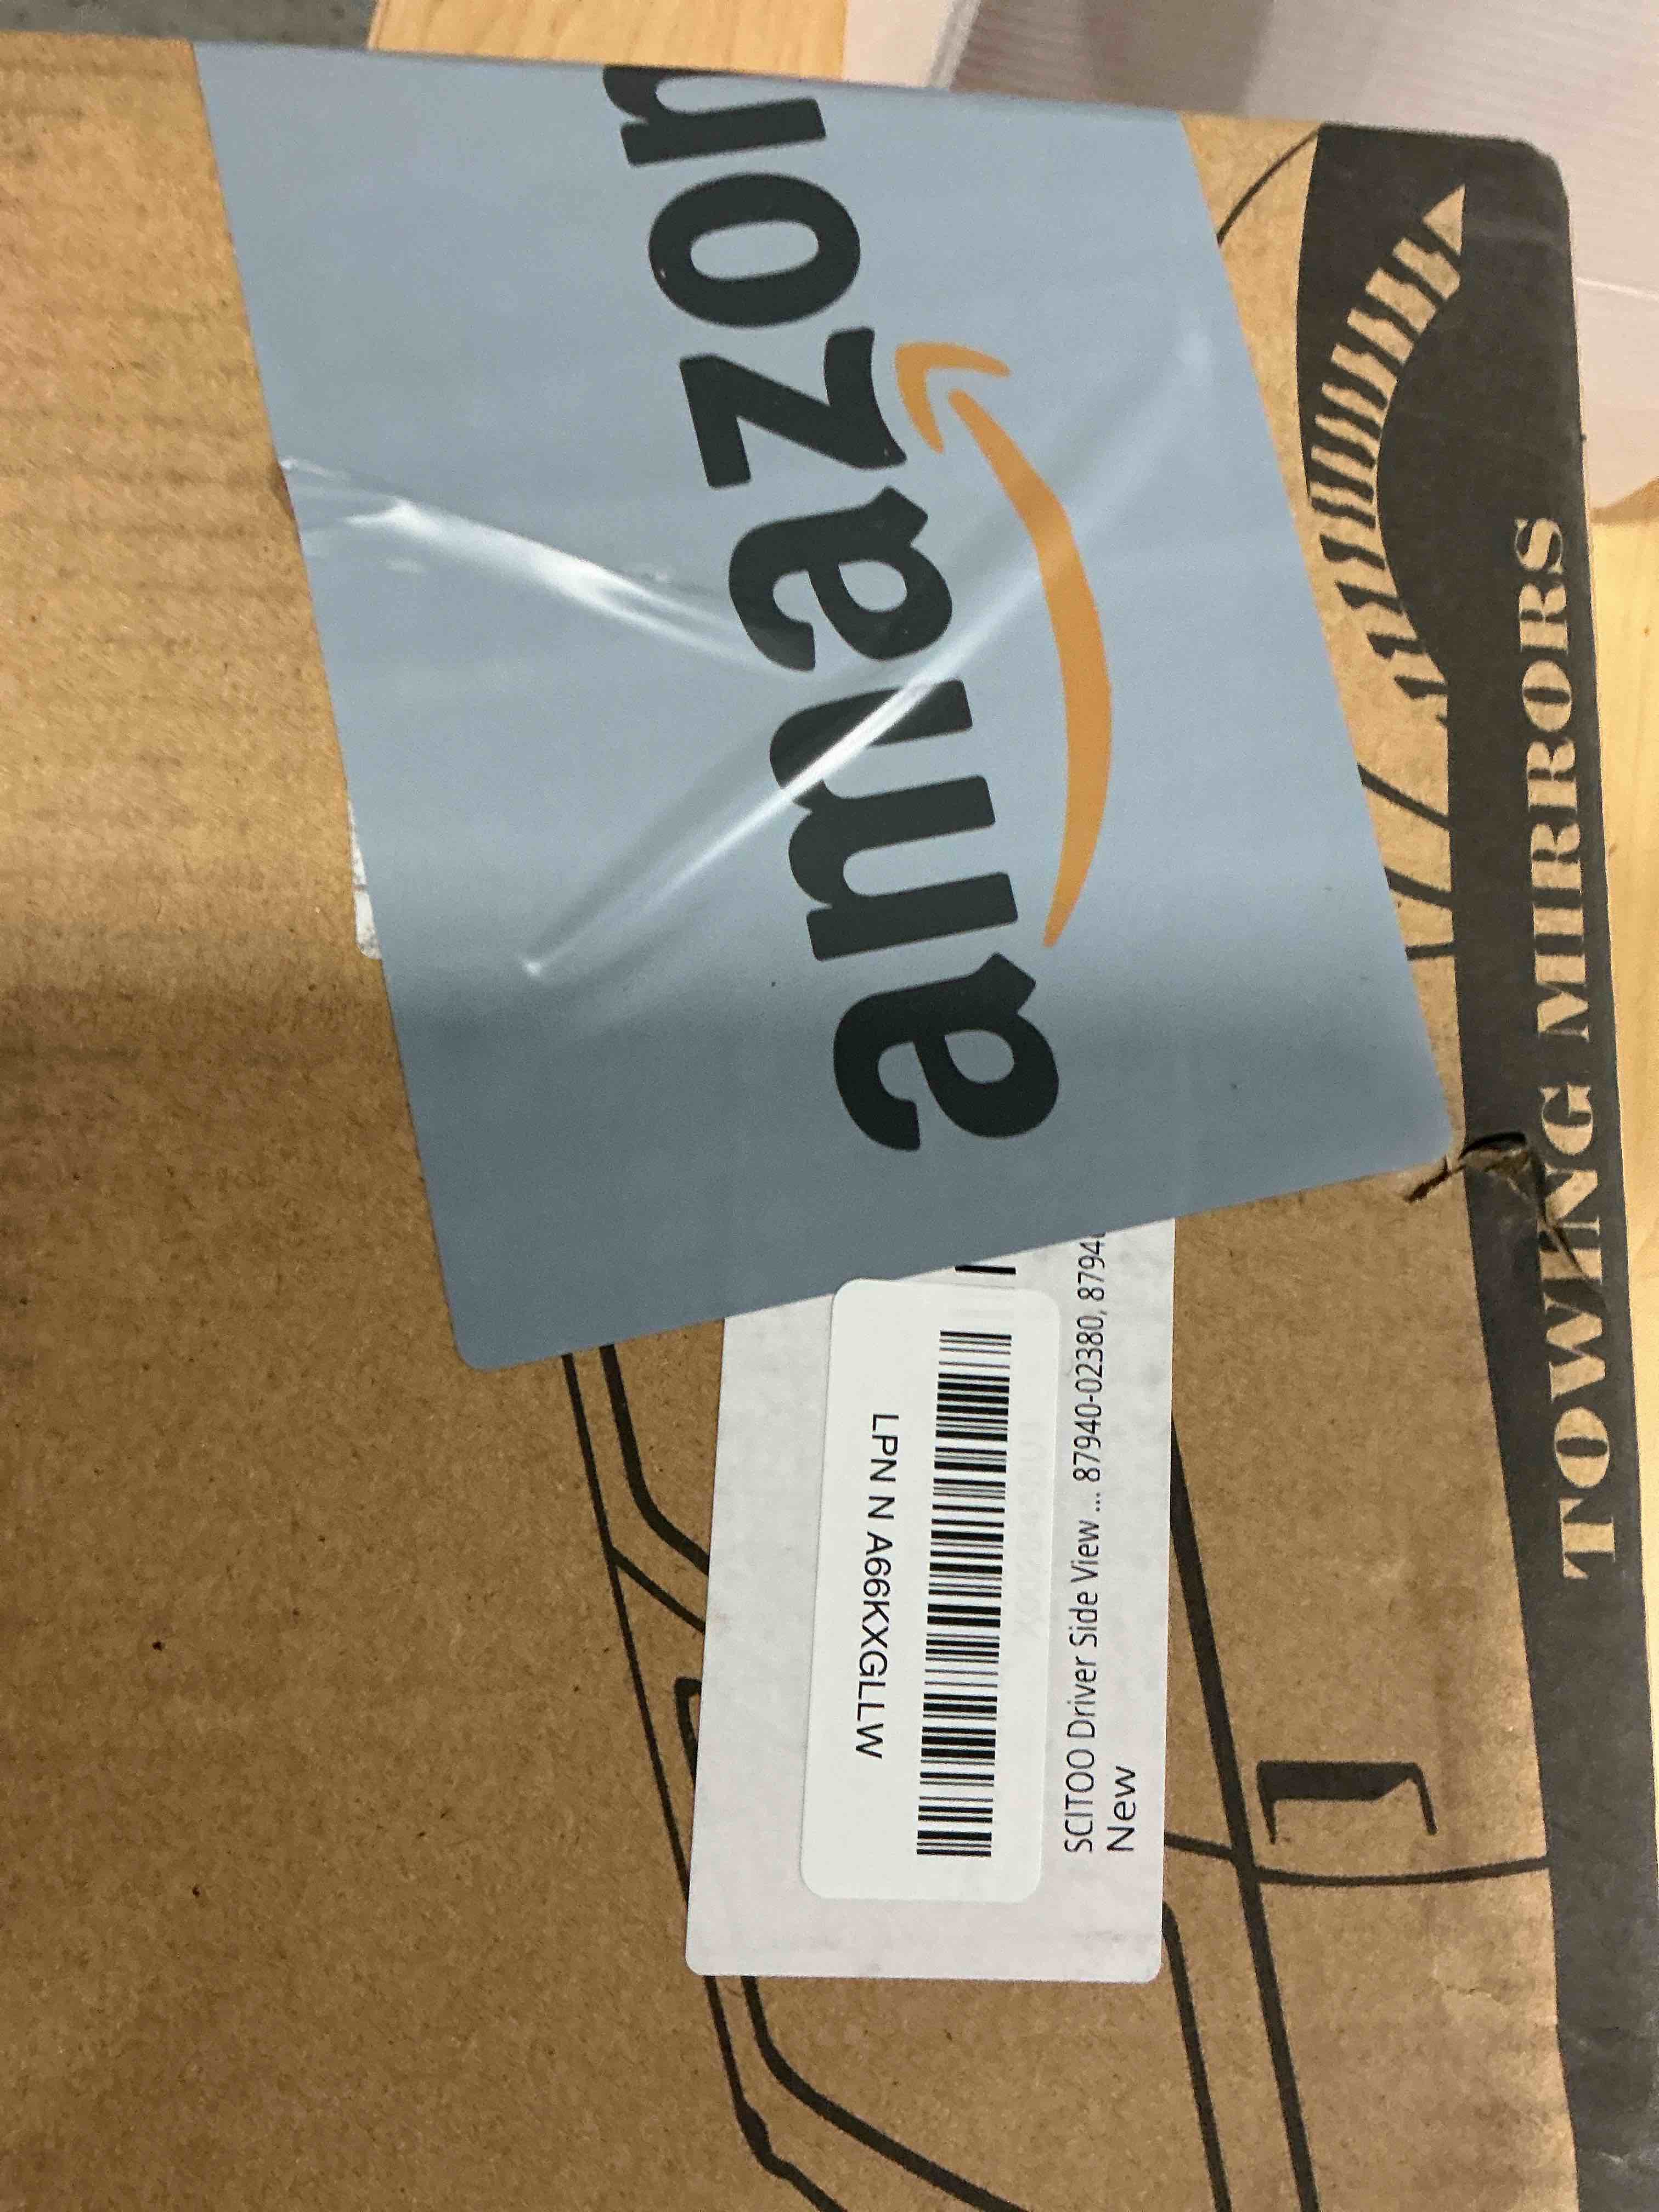 amazon
LPN N A66KXGLLW
SCITOO Driver Side View ... 87940-02380, 8794
New
TOWING MIRRORS